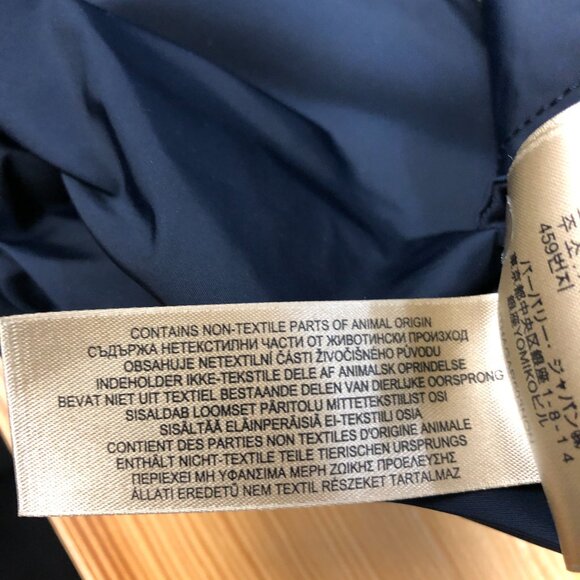 CONTAINS NON-TEXTILE PARTS OF ANIMAL ORIGIN
СЪДЪРЖА НЕТЕКСТИЛНИ ЧАСТИ ОТ ЖИВОТИНСКИ ПРОИЗХОД
OBSAHUJE NETEXTILNÍ ČÁSTI ŽIVOČIŠNÉHO PŮVODU
INDEHOLDER IKKE-TEKSTILE DELE AF ANIMALSK OPRINDELSE
BEVAT NIET UIT TEXTIEL BESTAANDE DELEN VAN DIERLIJKE OORSPRONG
SISALDAB LOOMSET PÄRITOLU MITTETEKSTIILIST OSI
SISÄLTÄÄ ELÄINPERÄISIÄ EI-TEKSTIILI OSIA
CONTIENT DES PARTIES NON TEXTILES D'ORIGINE ANIMALE
ENTHÄLT NICHT-TEXTILE TEILE TIERISCHEN URSPRUNGS
ΠΕΡΙΕΧΕΙ ΜΗ ΥΦΑΝΣΙΜΑ ΜΕΡΗ ΖΩΙΚΗΣ ΠΡΟΕΛΕΥΣΗΣ
ÁLLATI EREDETŰ NEM TEXTIL RÉSZEKET TARTALMAZ
주소
459번지
バーバリー・ジャパン
東京都中央区銀座1-8-14
銀座YOMIKOビル